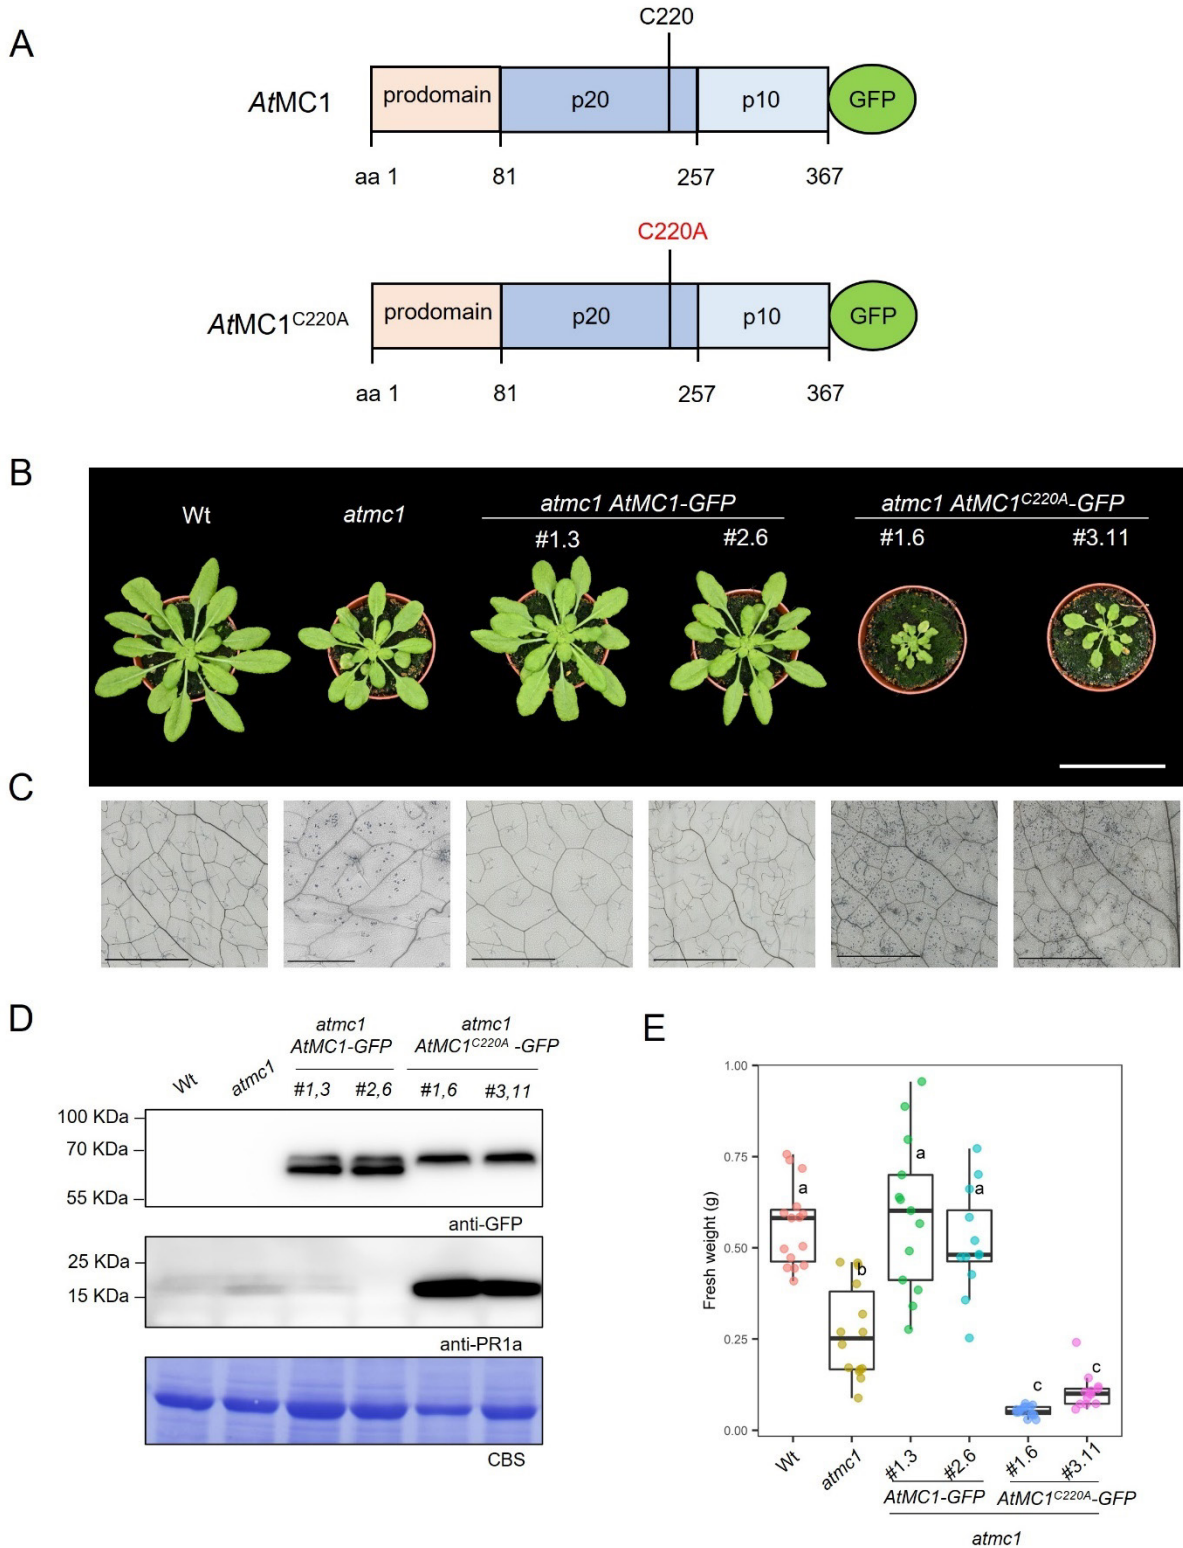 A
C220
AtMC1
prodomain p20 p10 GFP
aa 1 81 257 367
C220A
AtMC1C220A
prodomain p20 p10 GFP
aa 1 81 257 367
B
Wt atmc1 atmc1 AtMC1-GFP atmc1 AtMC1C220A-GFP
#1.3 #2.6 #1.6 #3.11
C
D
Wt atmc1 atmc1 AtMC1-GFP atmc1 AtMC1C220A -GFP
#1,3 #2,6 #1,6 #3,11
100 KDa
70 KDa
55 KDa
anti-GFP
25 KDa
15 KDa
anti-PR1a
CBS
E
Fresh weight (g)
1.00
0.75
0.50
0.25
0.00
a b a a c c
Wt atmc1 #1.3 #2.6 #1.6 #3.11
AtMC1-GFP AtMC1C220A-GFP
atmc1